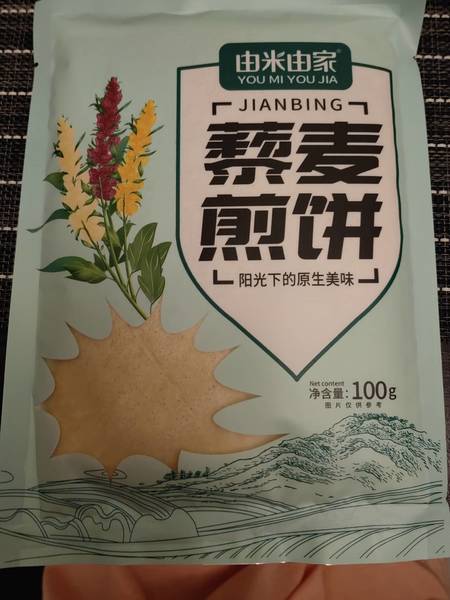 由米由家®
YOU MI YOU JIA
JIANBING
藜麦
煎饼
阳光下的原生美味
Net content
净含量:100g
图片仅供参考